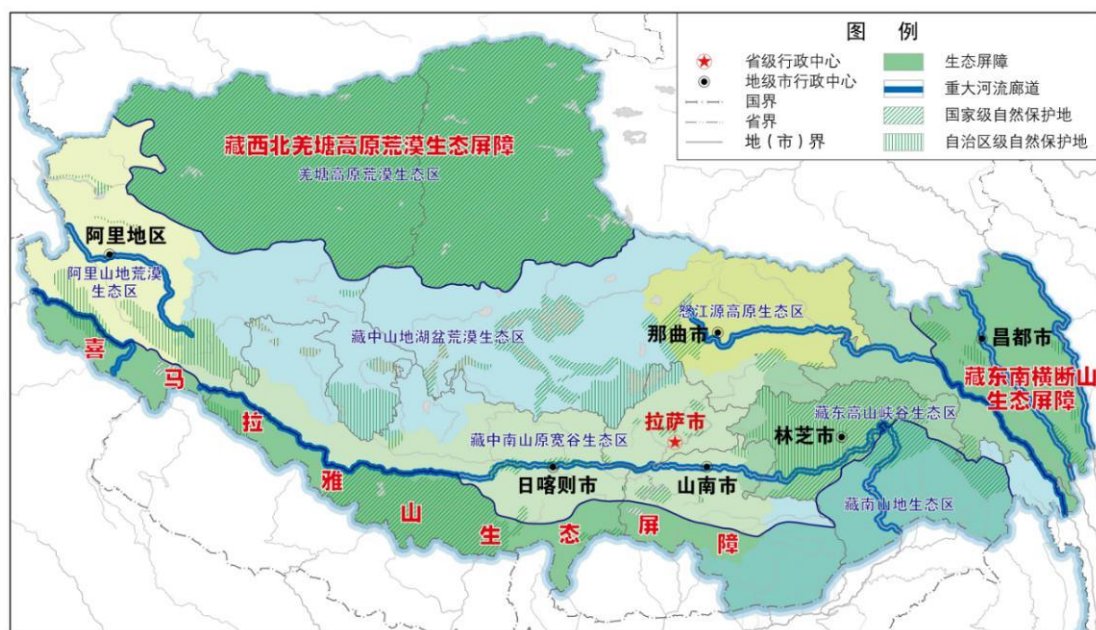 图 例
省级行政中心
地级市行政中心
国界
省界
地（市）界
生态屏障
重大河流廊道
国家级自然保护地
自治区级自然保护地
藏西北羌塘高原荒漠生态屏障
羌塘高原荒漠生态区
阿里地区
阿里山地荒漠
生态区
藏中山地湖盆荒漠生态区
怒江源高原生态区
那曲市
昌都市
藏东南横断山
生态屏障
拉萨市
藏东高山峡谷生态区
林芝市
藏中南山原宽谷生态区
日喀则市
山南市
藏南山地生态区
喜马拉雅山生态屏障